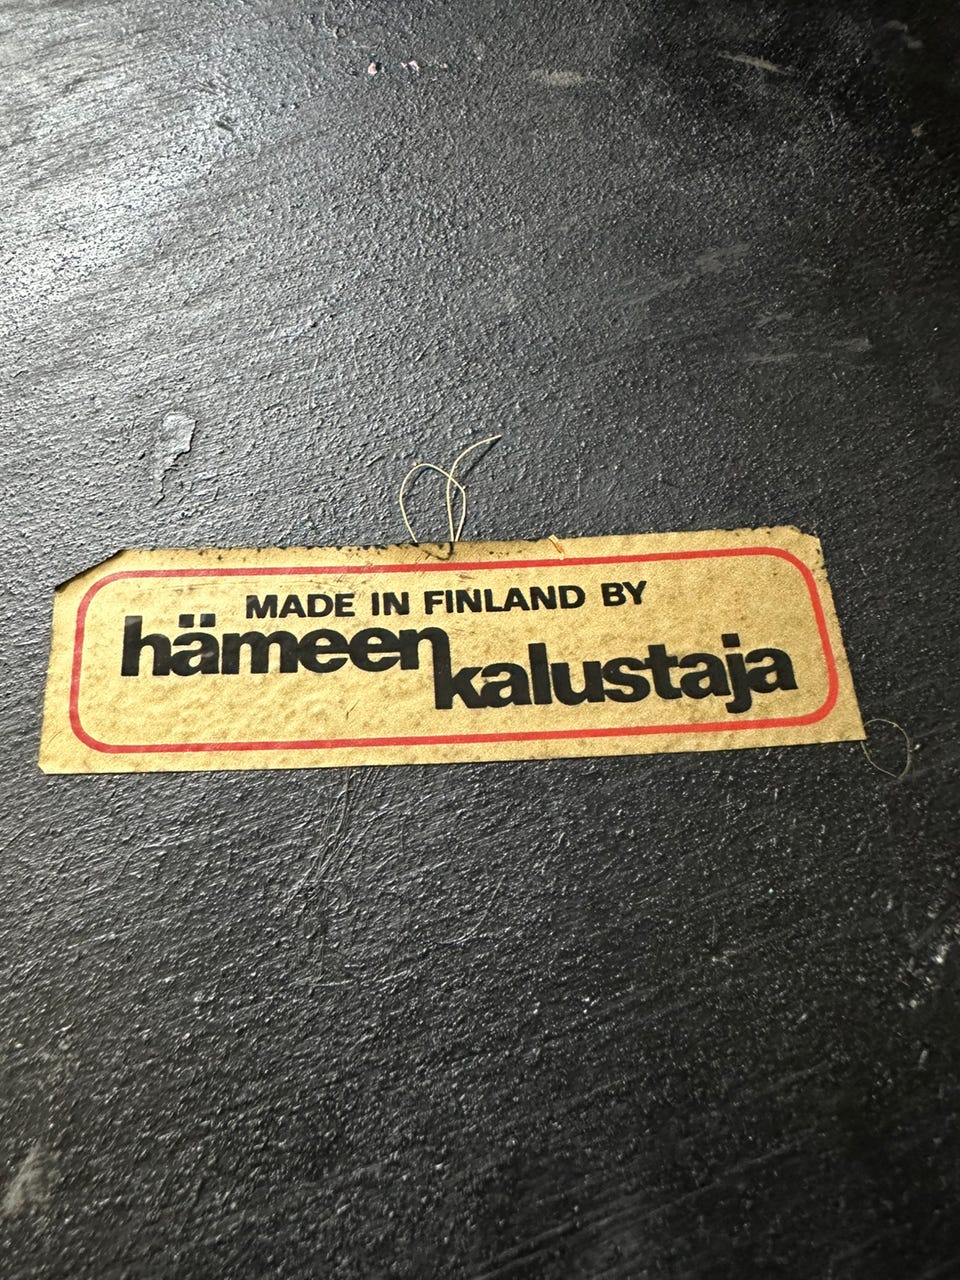 MADE IN FINLAND BY
hämeen
kalustaja